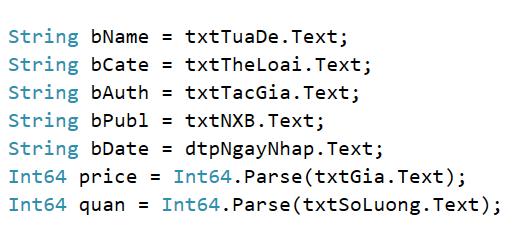 String bName = txtTuaDe.Text;
String bCate = txtTheLoai.Text;
String bAuth = txtTacGia.Text;
String bPubl = txtNXB.Text;
String bDate = dtpNgayNhap.Text;
Int64 price = Int64.Parse(txtGia.Text);
Int64 quan = Int64.Parse(txtSoLuong.Text);